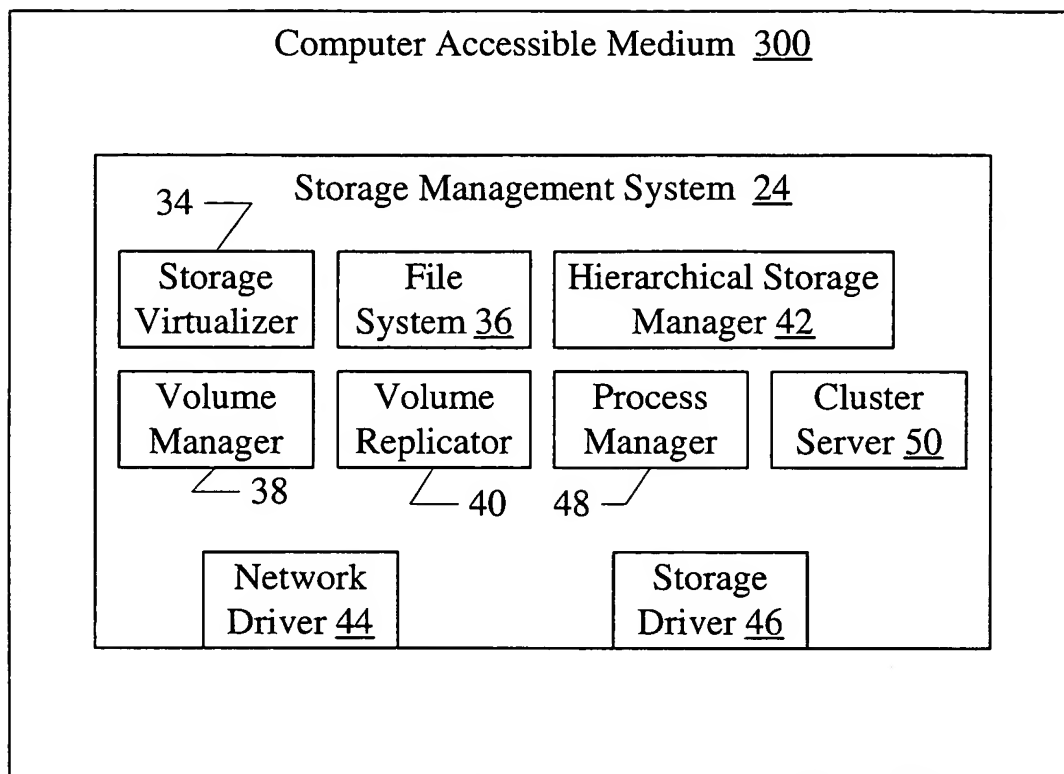 Computer Accessible Medium 300
Storage Management System 24
34
Storage
Virtualizer
File
System 36
Hierarchical Storage
Manager 42
Volume
Manager
38
Volume
Replicator
40
Process
Manager
48
Cluster
Server 50
Network
Driver 44
Storage
Driver 46